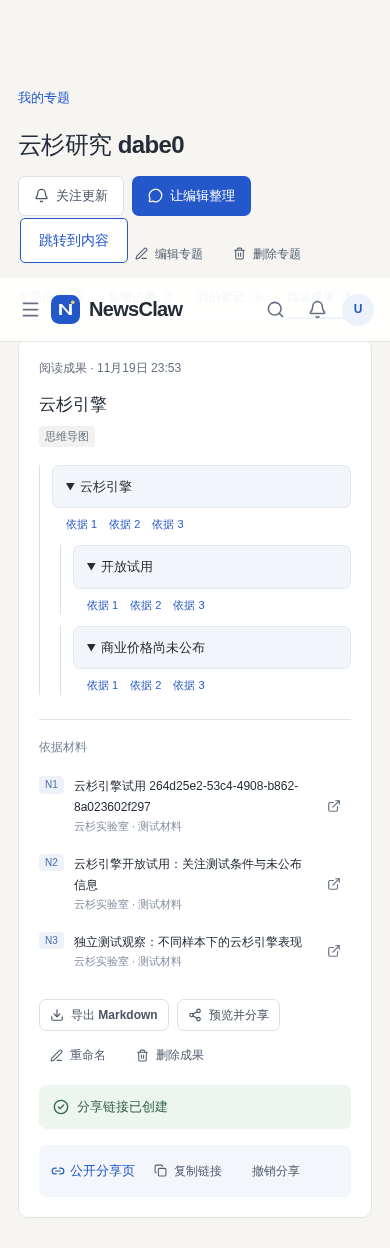 我的专题
云杉研究 dabe0
关注更新
让编辑整理
跳转到内容
编辑专题
删除专题
NewsClaw
U
阅读成果 · 11月19日 23:53
云杉引擎
思维导图
云杉引擎
依据 1 依据 2 依据 3
开放试用
依据 1 依据 2 依据 3
商业价格尚未公布
依据 1 依据 2 依据 3
依据材料
N1
云杉引擎试用 264d25e2-53c4-4908-b862-
8a023602f297
云杉实验室 · 测试材料
N2
云杉引擎开放试用：关注测试条件与未公布
信息
云杉实验室 · 测试材料
N3
独立测试观察：不同样本下的云杉引擎表现
云杉实验室 · 测试材料
导出 Markdown
预览并分享
重命名
删除成果
分享链接已创建
公开分享页
复制链接
撤销分享